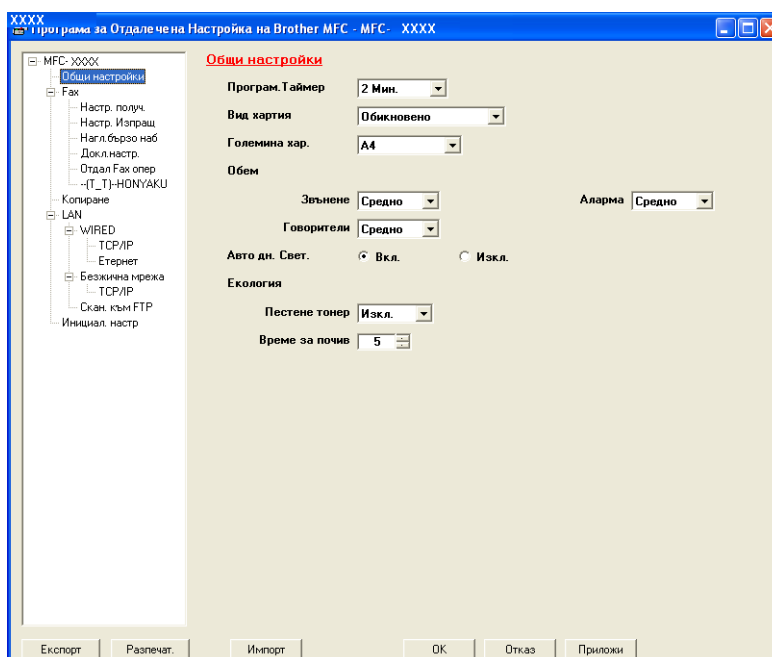 XXXX
Програма за Отдалечена Настройка на Brother MFC - MFC- XXXX
MFC- XXXX
Общи настройки
Fax
Настр. получ.
Настр. Изпращ
Нагл.бързо наб
Докл.настр.
Отдал Fax опер
--(T_T)--HONYAKU
Копиране
LAN
WIRED
TCP/IP
Етернет
Безжична мрежа
TCP/IP
Скан. към FTP
Инициал. настр
Общи настройки
Програм.Таймер 2 Мин.
Вид хартия Обикновено
Големина хар. A4
Обем
Звънене Средно Аларма Средно
Говорители Средно
Авто дн. Свет. Вкл. Изкл.
Екология
Пестене тонер Изкл.
Време за почив 5
Експорт Разпечат. Импорт OK Отказ Приложи